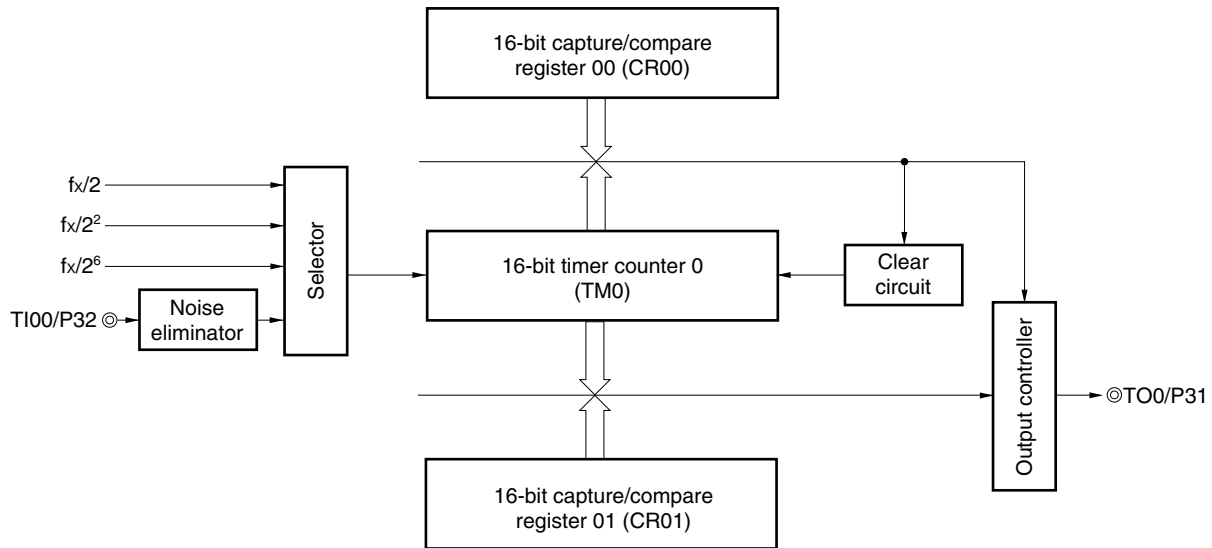 16-bit capture/compare
register 00 (CR00)
fx/2
fx/2²
fx/2⁶
TI00/P32
Noise
eliminator
Selector
16-bit timer counter 0
(TM0)
Clear
circuit
Output controller
TO0/P31
16-bit capture/compare
register 01 (CR01)